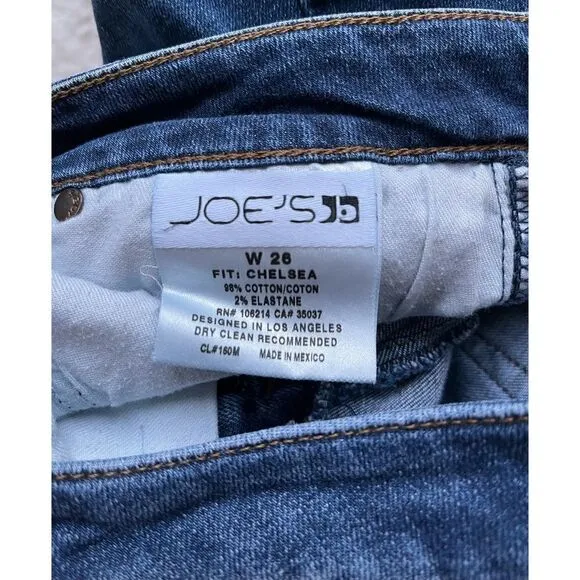 JOE'S
W 26
FIT: CHELSEA
98% COTTON/COTON
2% ELASTANE
RN# 106214 CA# 35037
DESIGNED IN LOS ANGELES
DRY CLEAN RECOMMENDED
CL#160M MADE IN MEXICO